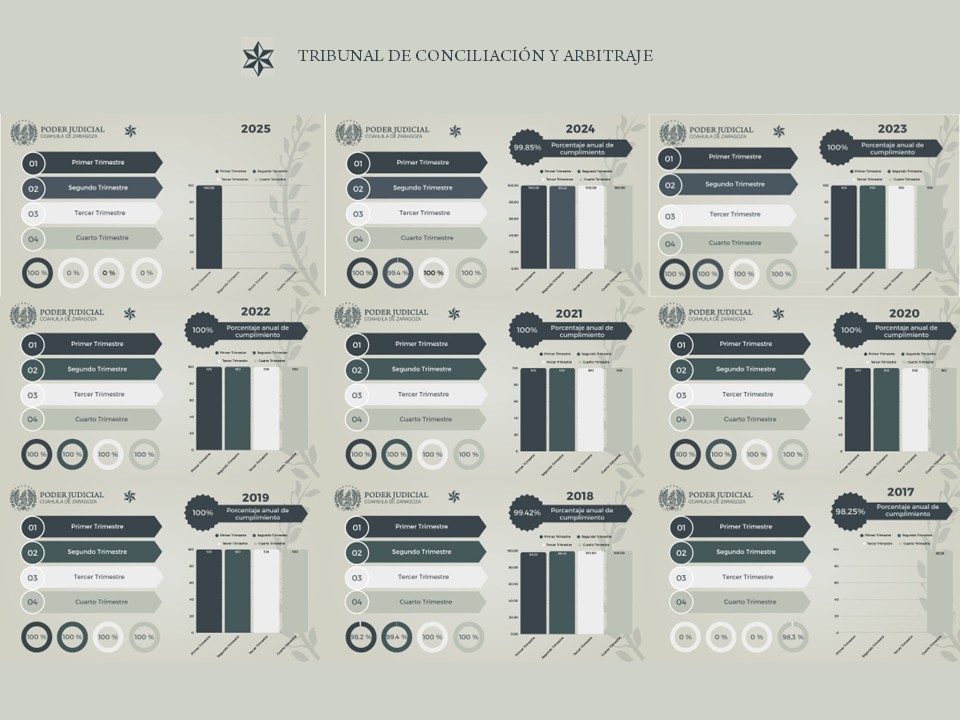 TRIBUNAL DE CONCILIACIÓN Y ARBITRAJE
PODER JUDICIAL
COAHUILA DE ZARAGOZA
2025
01 Primer Trimestre
02 Segundo Trimestre
03 Tercer Trimestre
04 Cuarto Trimestre
100 % 0 % 0 % 0 %
PODER JUDICIAL
COAHUILA DE ZARAGOZA
2024
99.85% Porcentaje anual de
cumplimiento
01 Primer Trimestre
02 Segundo Trimestre
03 Tercer Trimestre
04 Cuarto Trimestre
100 % 99.4 % 100 % 100 %
PODER JUDICIAL
COAHUILA DE ZARAGOZA
2023
100% Porcentaje anual de
cumplimiento
01 Primer Trimestre
02 Segundo Trimestre
03 Tercer Trimestre
04 Cuarto Trimestre
100 % 100 % 100 % 100 %
PODER JUDICIAL
COAHUILA DE ZARAGOZA
2022
100% Porcentaje anual de
cumplimiento
01 Primer Trimestre
02 Segundo Trimestre
03 Tercer Trimestre
04 Cuarto Trimestre
100 % 100 % 100 % 100 %
PODER JUDICIAL
COAHUILA DE ZARAGOZA
2021
100% Porcentaje anual de
cumplimiento
01 Primer Trimestre
02 Segundo Trimestre
03 Tercer Trimestre
04 Cuarto Trimestre
100 % 100 % 100 % 100 %
PODER JUDICIAL
COAHUILA DE ZARAGOZA
2020
100% Porcentaje anual de
cumplimiento
01 Primer Trimestre
02 Segundo Trimestre
03 Tercer Trimestre
04 Cuarto Trimestre
100 % 100 % 100 % 100 %
PODER JUDICIAL
COAHUILA DE ZARAGOZA
2019
100% Porcentaje anual de
cumplimiento
01 Primer Trimestre
02 Segundo Trimestre
03 Tercer Trimestre
04 Cuarto Trimestre
100 % 100 % 100 % 100 %
PODER JUDICIAL
COAHUILA DE ZARAGOZA
2018
99.42% Porcentaje anual de
cumplimiento
01 Primer Trimestre
02 Segundo Trimestre
03 Tercer Trimestre
04 Cuarto Trimestre
98.2 % 99.4 % 100 % 100 %
PODER JUDICIAL
COAHUILA DE ZARAGOZA
2017
98.25% Porcentaje anual de
cumplimiento
01 Primer Trimestre
02 Segundo Trimestre
03 Tercer Trimestre
04 Cuarto Trimestre
0 % 0 % 0 % 98.3 %